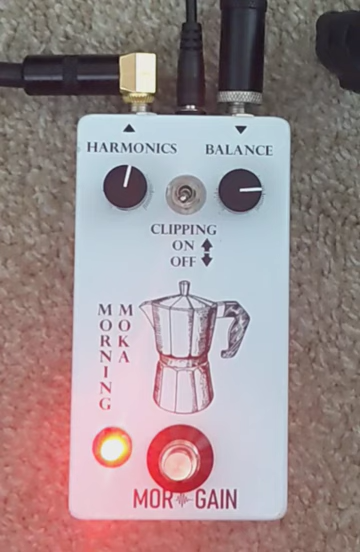 HARMONICS BALANCE
CLIPPING
ON
OFF
MORNING
MOKA
MOR GAIN